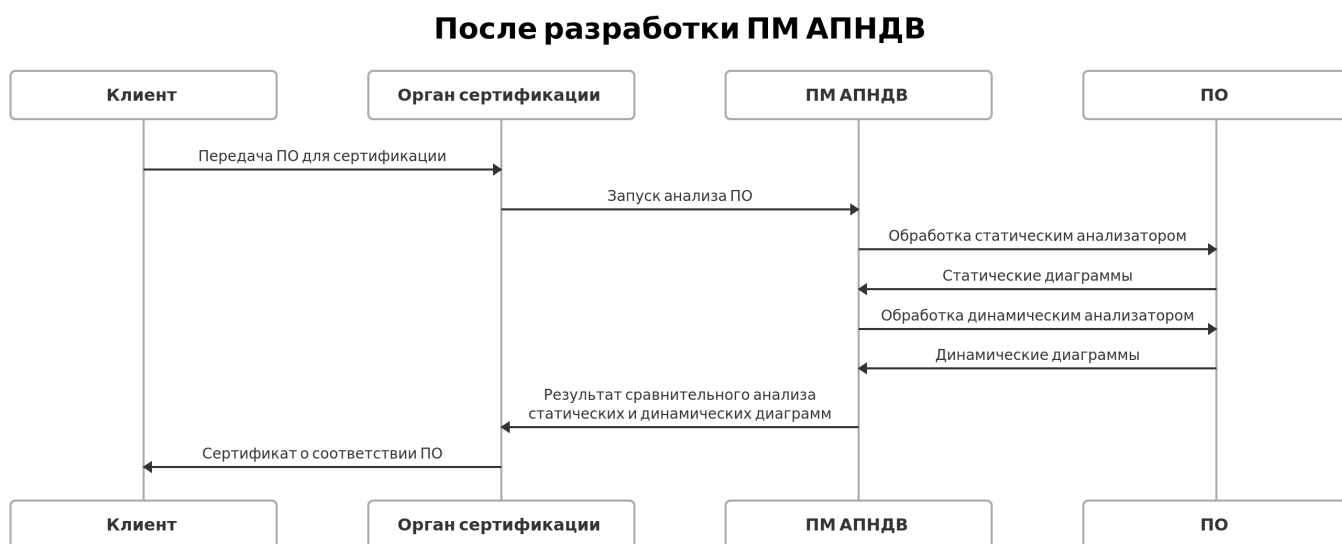 После разработки ПМ АПНДВ
Клиент
Орган сертификации
ПМ АПНДВ
ПО
Передача ПО для сертификации
Запуск анализа ПО
Обработка статическим анализатором
Статические диаграммы
Обработка динамическим анализатором
Динамические диаграммы
Результат сравнительного анализа
статических и динамических диаграмм
Сертификат о соответствии ПО
Клиент
Орган сертификации
ПМ АПНДВ
ПО